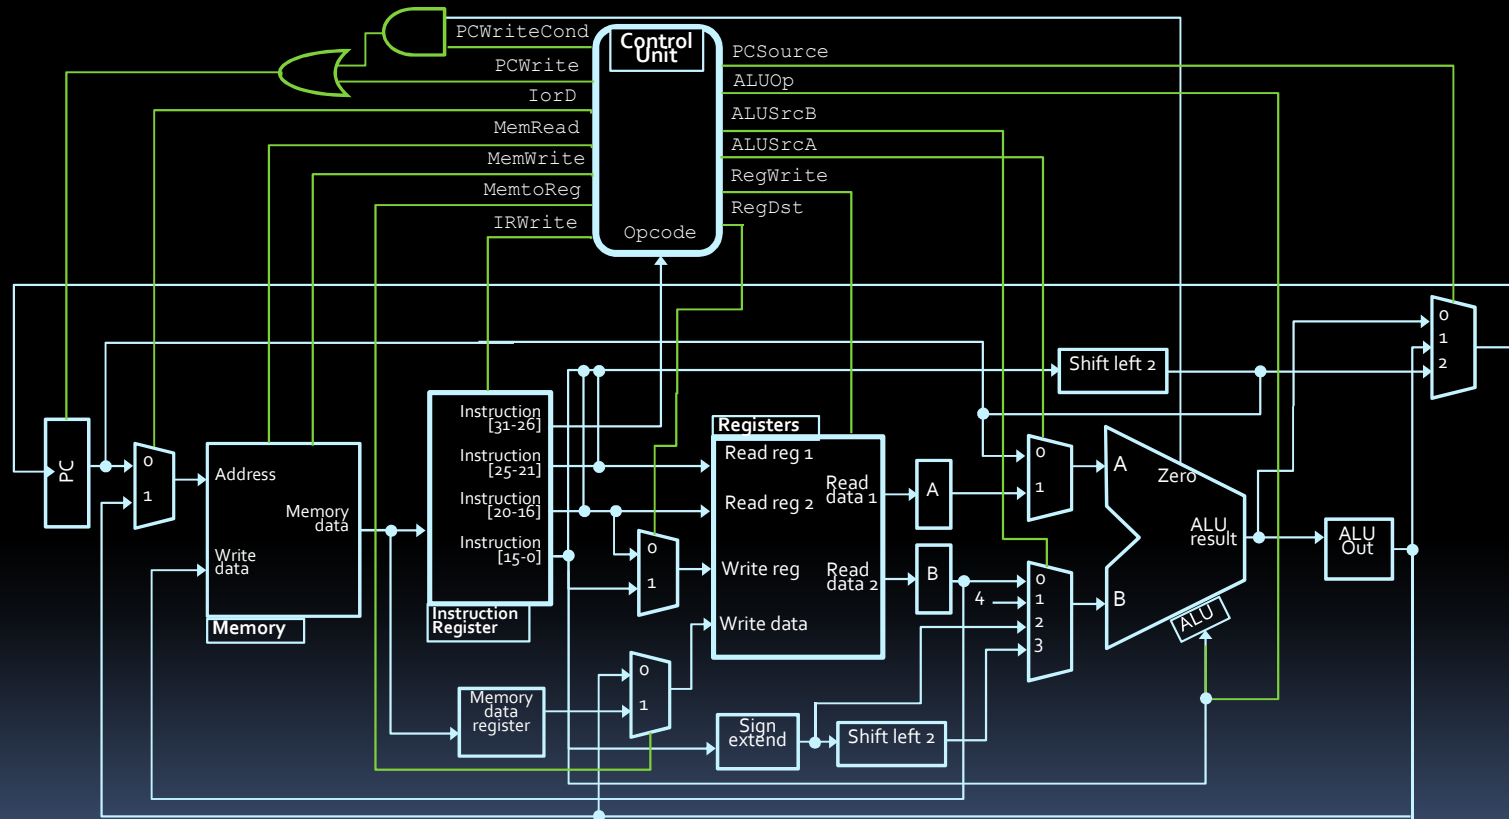 PCWriteCond
PCWrite
IorD
MemRead
MemWrite
MemtoReg
IRWrite
Control
Unit
Opcode
PCSource
ALUOp
ALUSrcB
ALUSrcA
RegWrite
RegDst
PC
0
1
Address
Memory
data
Write
data
Memory
Instruction
[31-26]
Instruction
[25-21]
Instruction
[20-16]
Instruction
[15-0]
Instruction
Register
Memory
data
register
0
1
0
1
Registers
Read reg 1
Read reg 2
Write reg
Write data
Read
data 1
Read
data 2
Sign
extend
Shift left 2
A
B
4
0
1
0
1
2
3
Shift left 2
A
B
Zero
ALU
result
ALU
ALU
Out
0
1
2